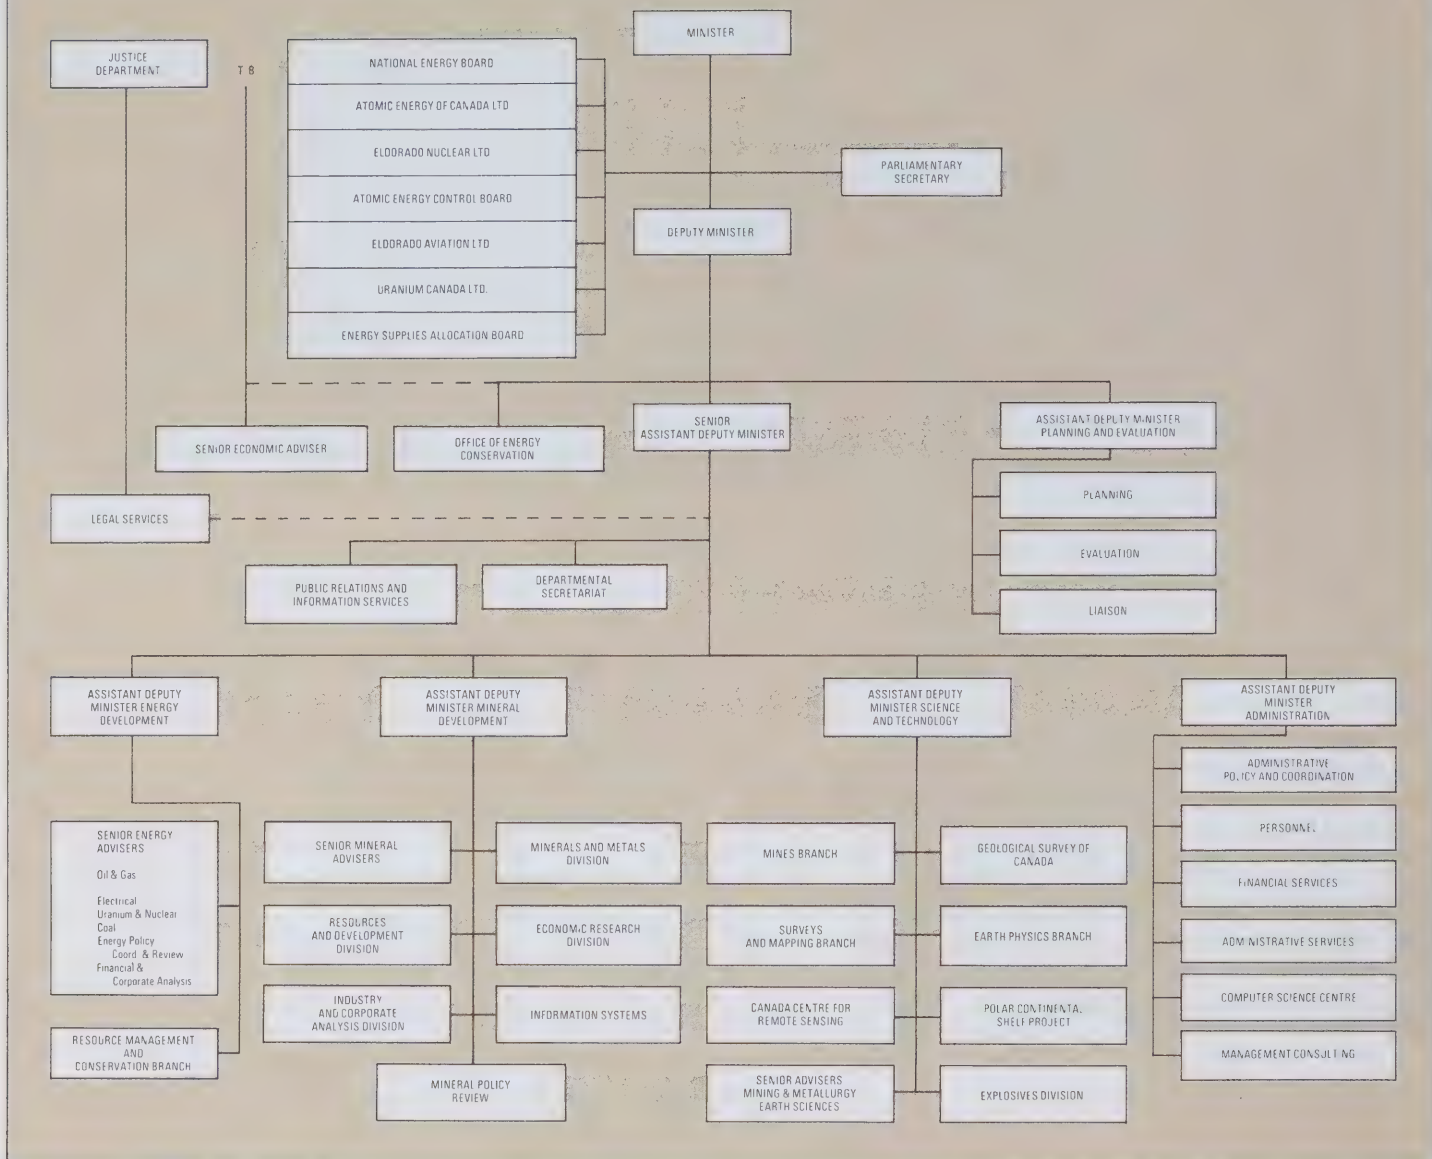 MINISTER
JUSTICE
DEPARTMENT
T B
NATIONAL ENERGY BOARD
ATOMIC ENERGY OF CANADA LTD
ELDORADO NUCLEAR LTD
ATOMIC ENERGY CONTROL BOARD
ELDORADO AVIATION LTD
URANIUM CANADA LTD.
ENERGY SUPPLIES ALLOCATION BOARD
PARLIAMENTARY
SECRETARY
DEPUTY MINISTER
SENIOR ECONOMIC ADVISER
OFFICE OF ENERGY
CONSERVATION
SENIOR
ASSISTANT DEPUTY MINISTER
ASSISTANT DEPUTY MINISTER
PLANNING AND EVALUATION
PLANNING
EVALUATION
LIAISON
LEGAL SERVICES
PUBLIC RELATIONS AND
INFORMATION SERVICES
DEPARTMENTAL
SECRETARIAT
ASSISTANT DEPUTY
MINISTER ENERGY
DEVELOPMENT
ASSISTANT DEPUTY
MINISTER MINERAL
DEVELOPMENT
ASSISTANT DEPUTY
MINISTER SCIENCE
AND TECHNOLOGY
ASSISTANT DEPUTY
MINISTER
ADMINISTRATION
SENIOR ENERGY
ADVISERS
Oil & Gas
Electrical
Uranium & Nuclear
Coal
Energy Policy
Coord & Review
Financial &
Corporate Analysis
RESOURCE MANAGEMENT
AND
CONSERVATION BRANCH
SENIOR MINERAL
ADVISERS
MINERALS AND METALS
DIVISION
RESOURCES
AND DEVELOPMENT
DIVISION
ECONOMIC RESEARCH
DIVISION
INDUSTRY
AND CORPORATE
ANALYSIS DIVISION
INFORMATION SYSTEMS
MINERAL POLICY
REVIEW
MINES BRANCH
GEOLOGICAL SURVEY OF
CANADA
SURVEYS
AND MAPPING BRANCH
EARTH PHYSICS BRANCH
CANADA CENTRE FOR
REMOTE SENSING
POLAR CONTINENTAL
SHELF PROJECT
SENIOR ADVISERS
MINING & METALLURGY
EARTH SCIENCES
EXPLOSIVES DIVISION
ADMINISTRATIVE
POLICY AND COORDINATION
PERSONNEL
FINANCIAL SERVICES
ADMINISTRATIVE SERVICES
COMPUTER SCIENCE CENTRE
MANAGEMENT CONSULTING